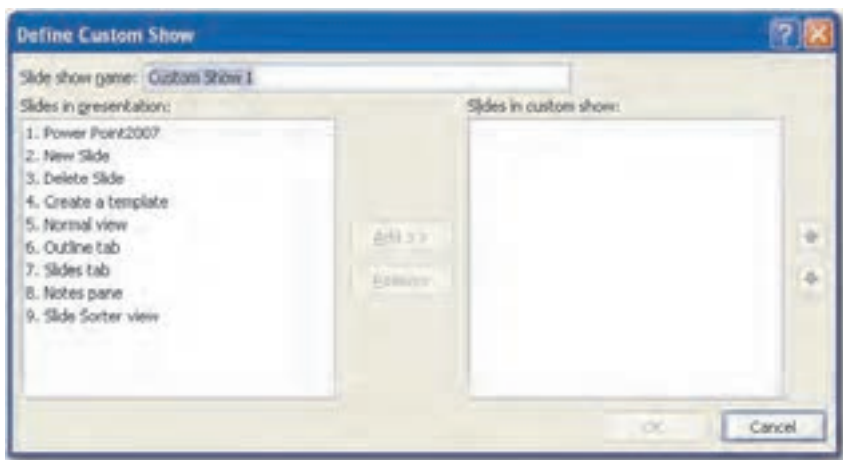 Define Custom Show
Slide show name: Custom Show 1
Slides in presentation:
1. Power Point2007
2. New Slide
3. Delete Slide
4. Create a template
5. Normal view
6. Outline tab
7. Slides tab
8. Notes pane
9. Slide Sorter view
Add >>
Remove
Slides in custom show:
OK
Cancel